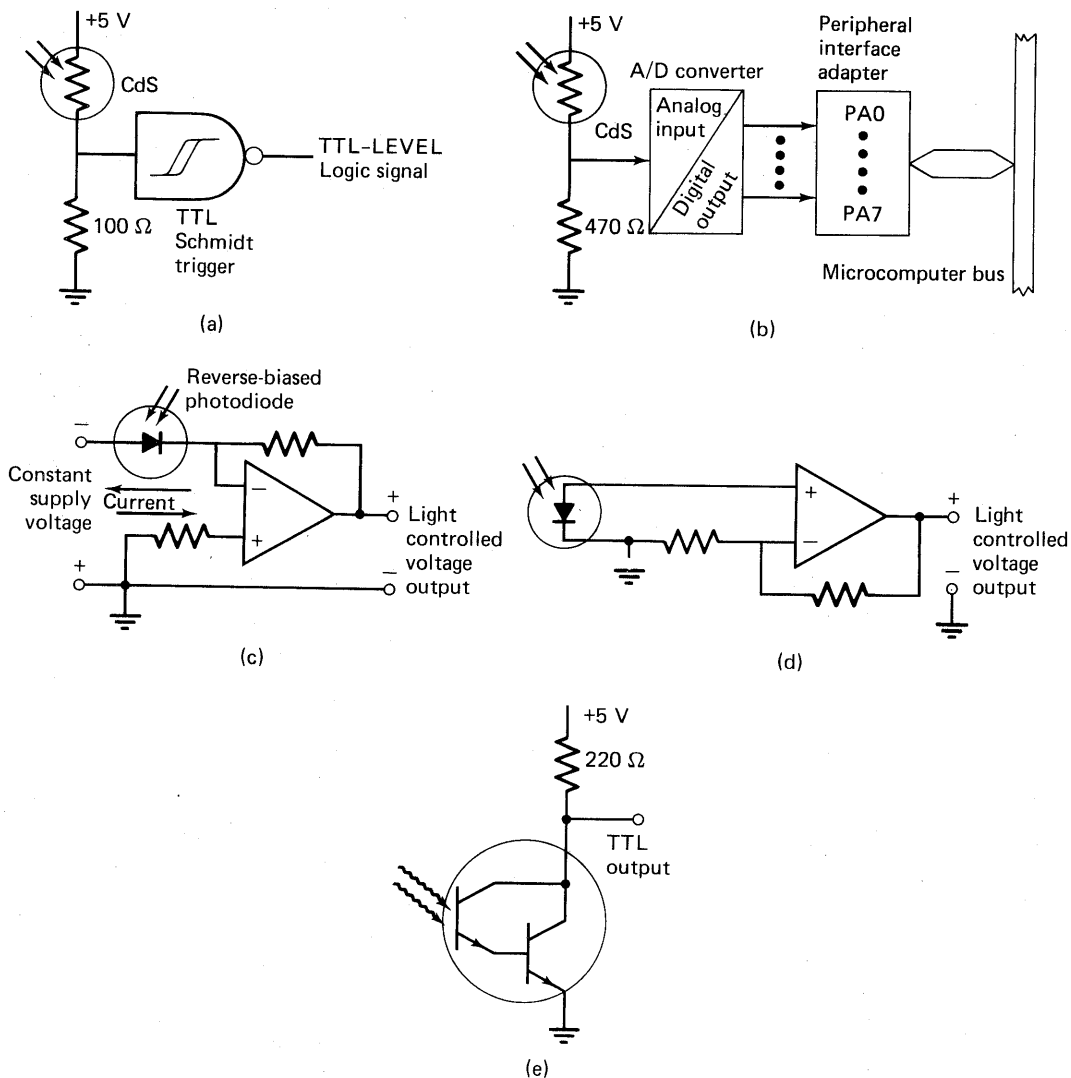 +5 V
CdS
TTL-LEVEL
Logic signal
100 Ω
TTL
Schmidt
trigger
(a)
+5 V
CdS
A/D converter
Analog
input
Digital
output
470 Ω
Peripheral
interface
adapter
PA0
PA7
Microcomputer bus
(b)
Reverse-biased
photodiode
−
Constant
supply
voltage
Current
−
+
+
+
−
Light
controlled
voltage
output
(c)
+
−
+
−
Light
controlled
voltage
output
(d)
+5 V
220 Ω
TTL
output
(e)